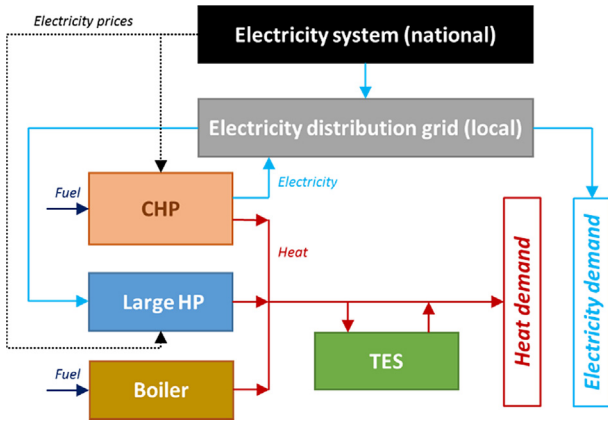 Electricity prices
Electricity system (national)
Electricity distribution grid (local)
Fuel
CHP
Electricity
Heat
Large HP
TES
Fuel
Boiler
Heat demand
Electricity demand